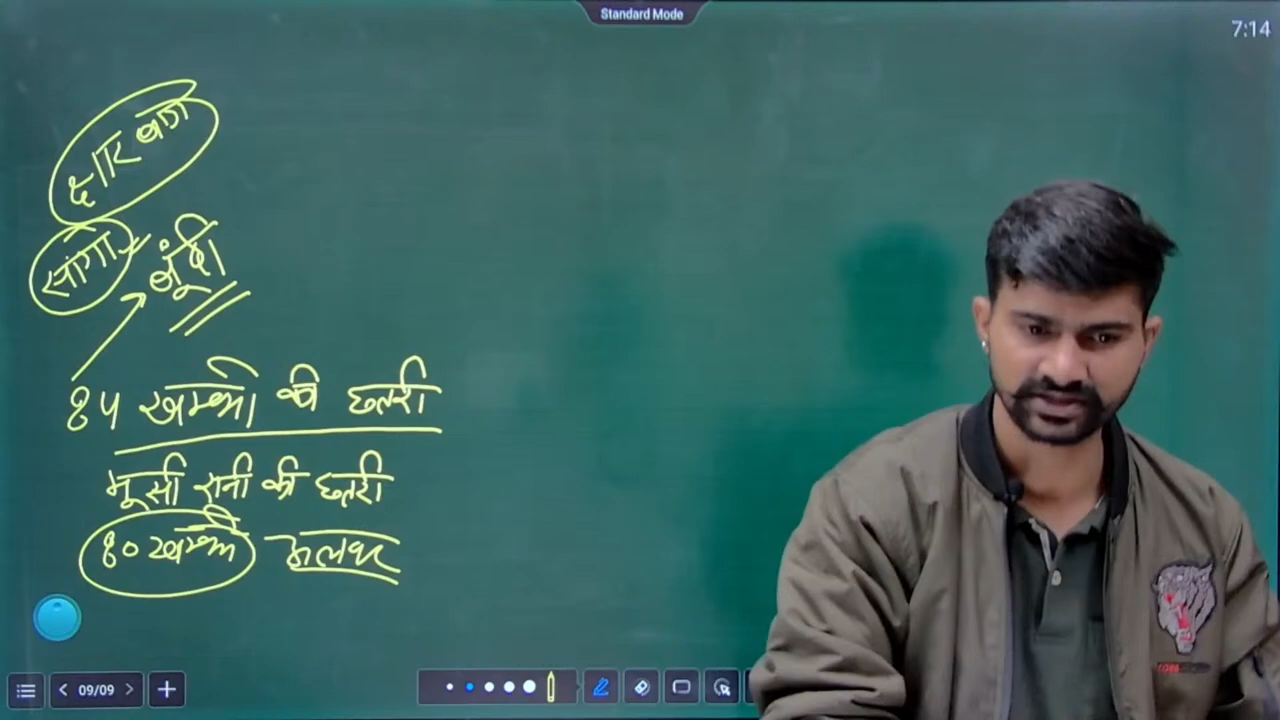 Standard Mode
7:14
क्षार बाग
सांगो
बूंदी
84 खम्भों की छतरी
मूसी रानी की छतरी
80 खम्भों अलवर
09/09